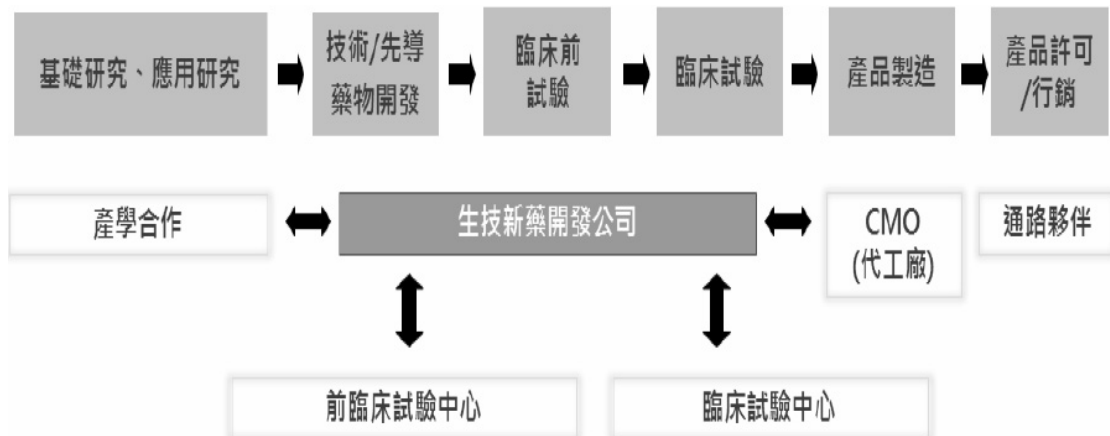 基礎研究、應用研究
技術/先導
藥物開發
臨床前
試驗
臨床試驗
產品製造
產品許可
/行銷
產學合作
生技新藥開發公司
CMO
(代工廠)
通路夥伴
前臨床試驗中心
臨床試驗中心